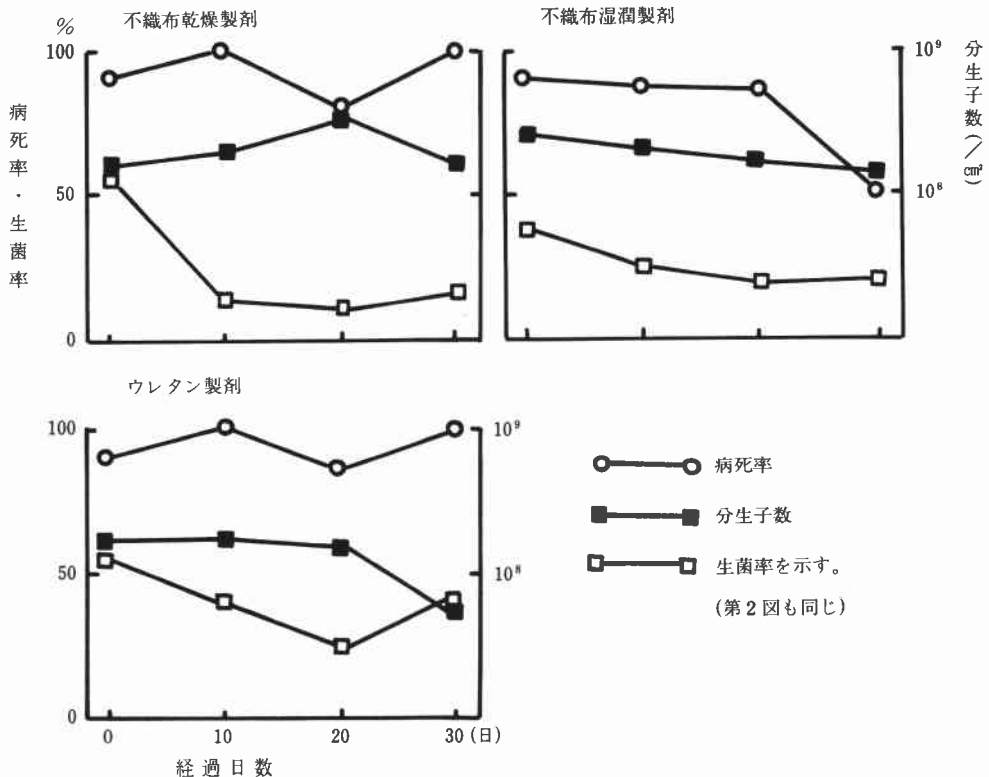 不織布乾燥製剤
%
100
50
0
病死率・生菌率
不織布湿潤製剤
10⁹
10⁸
分生子数(/cm²)
ウレタン製剤
100
50
0
10⁹
10⁸
0 10 20 30(日)
経過日数
病死率
分生子数
生菌率を示す。
(第2図も同じ)